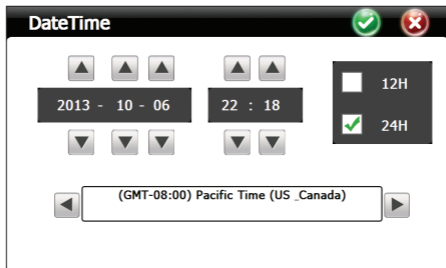 DateTime
2013 - 10 - 06
22 : 18
12H
24H
(GMT-08:00) Pacific Time (US _Canada)